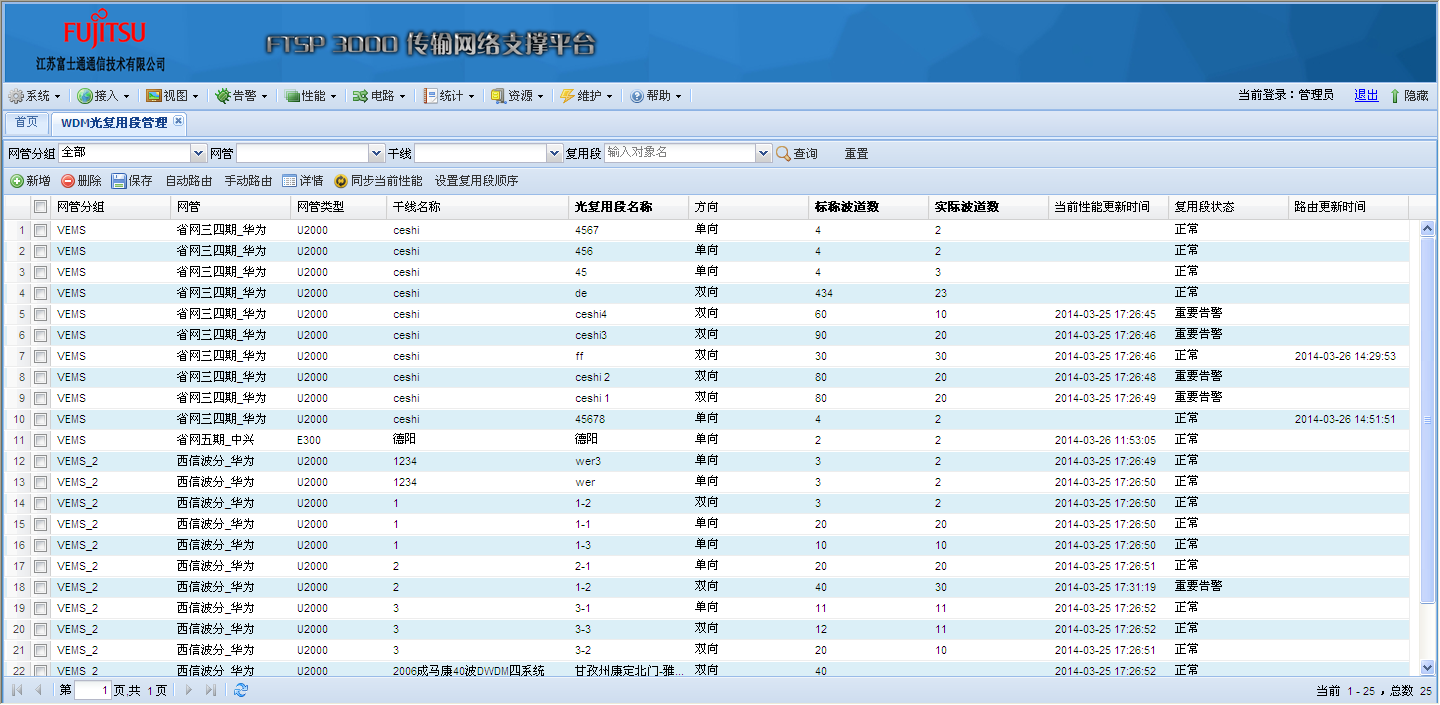 FUJITSU
江苏富士通通信技术有限公司
FTSP 3000 传输网络支撑平台
系统 接入 视图 告警 性能 电路 统计 资源 维护 帮助 当前登录：管理员 退出 隐藏
首页 WDM光复用段管理
网管分组 全部 网管 干线 复用段 输入对象名 查询 重置
新增 删除 保存 自动路由 手动路由 详情 同步当前性能 设置复用段顺序
网管分组 网管 网管类型 干线名称 光复用段名称 方向 标称波道数 实际波道数 当前性能更新时间 复用段状态 路由更新时间
1 VEMS 省网三四期_华为 U2000 ceshi 4567 单向 4 2 正常
2 VEMS 省网三四期_华为 U2000 ceshi 456 单向 4 2 正常
3 VEMS 省网三四期_华为 U2000 ceshi 45 单向 4 3 正常
4 VEMS 省网三四期_华为 U2000 ceshi de 双向 434 23 正常
5 VEMS 省网三四期_华为 U2000 ceshi ceshi4 双向 60 10 2014-03-25 17:26:45 重要告警
6 VEMS 省网三四期_华为 U2000 ceshi ceshi3 双向 90 20 2014-03-25 17:26:46 重要告警
7 VEMS 省网三四期_华为 U2000 ceshi ff 双向 30 30 2014-03-25 17:26:46 正常 2014-03-26 14:29:53
8 VEMS 省网三四期_华为 U2000 ceshi ceshi 2 双向 80 20 2014-03-25 17:26:48 重要告警
9 VEMS 省网三四期_华为 U2000 ceshi ceshi 1 双向 80 20 2014-03-25 17:26:49 重要告警
10 VEMS 省网三四期_华为 U2000 ceshi 45678 单向 4 2 正常 2014-03-26 14:51:51
11 VEMS 省网五期_中兴 E300 德阳 德阳 单向 2 2 2014-03-26 11:53:05 正常
12 VEMS_2 西信波分_华为 U2000 1234 wer3 单向 3 2 2014-03-25 17:26:49 正常
13 VEMS_2 西信波分_华为 U2000 1234 wer 单向 3 2 2014-03-25 17:26:50 正常
14 VEMS_2 西信波分_华为 U2000 1 1-2 双向 3 2 2014-03-25 17:26:50 正常
15 VEMS_2 西信波分_华为 U2000 1 1-1 单向 20 20 2014-03-25 17:26:50 正常
16 VEMS_2 西信波分_华为 U2000 1 1-3 单向 10 10 2014-03-25 17:26:50 正常
17 VEMS_2 西信波分_华为 U2000 2 2-1 单向 20 20 2014-03-25 17:26:51 正常
18 VEMS_2 西信波分_华为 U2000 2 1-2 双向 40 30 2014-03-25 17:31:19 重要告警
19 VEMS_2 西信波分_华为 U2000 3 3-1 单向 11 11 2014-03-25 17:26:52 正常
20 VEMS_2 西信波分_华为 U2000 3 3-3 双向 12 11 2014-03-25 17:26:52 正常
21 VEMS_2 西信波分_华为 U2000 3 3-2 双向 20 10 2014-03-25 17:26:51 正常
22 VEMS_2 西信波分_华为 U2000 2006成马康40波DWDM四系统 甘孜州康定北门-雅... 双向 40 2014-03-25 17:26:52 正常
第 1 页,共 1 页 当前 1 - 25 ，总数 25